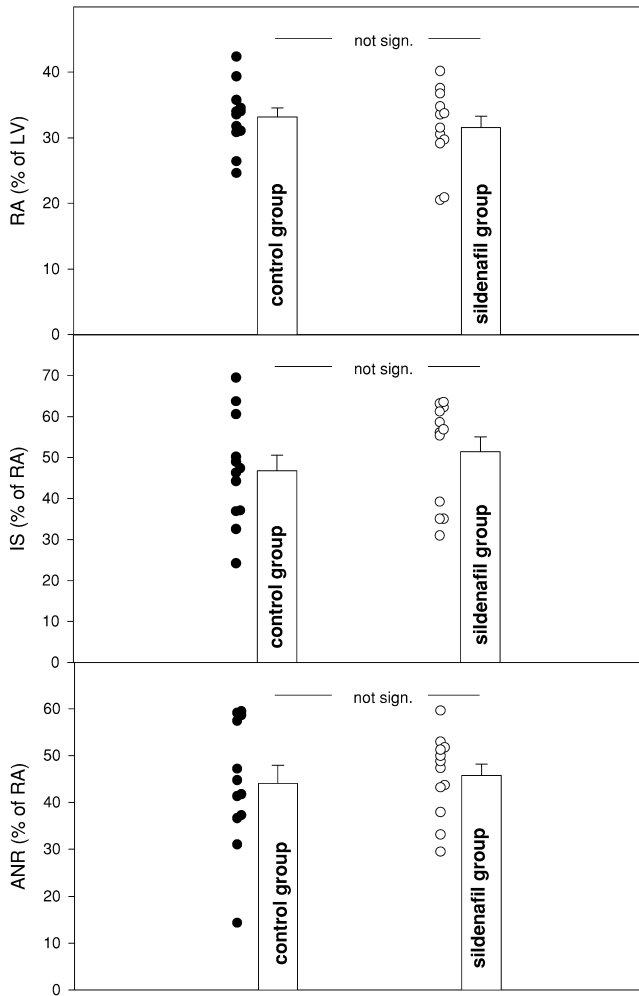 not sign.
40
30
20
10
0
RA (% of LV)
control group
sildenafil group
not sign.
70
60
50
40
30
20
10
0
IS (% of RA)
control group
sildenafil group
not sign.
60
50
40
30
20
10
0
ANR (% of RA)
control group
sildenafil group